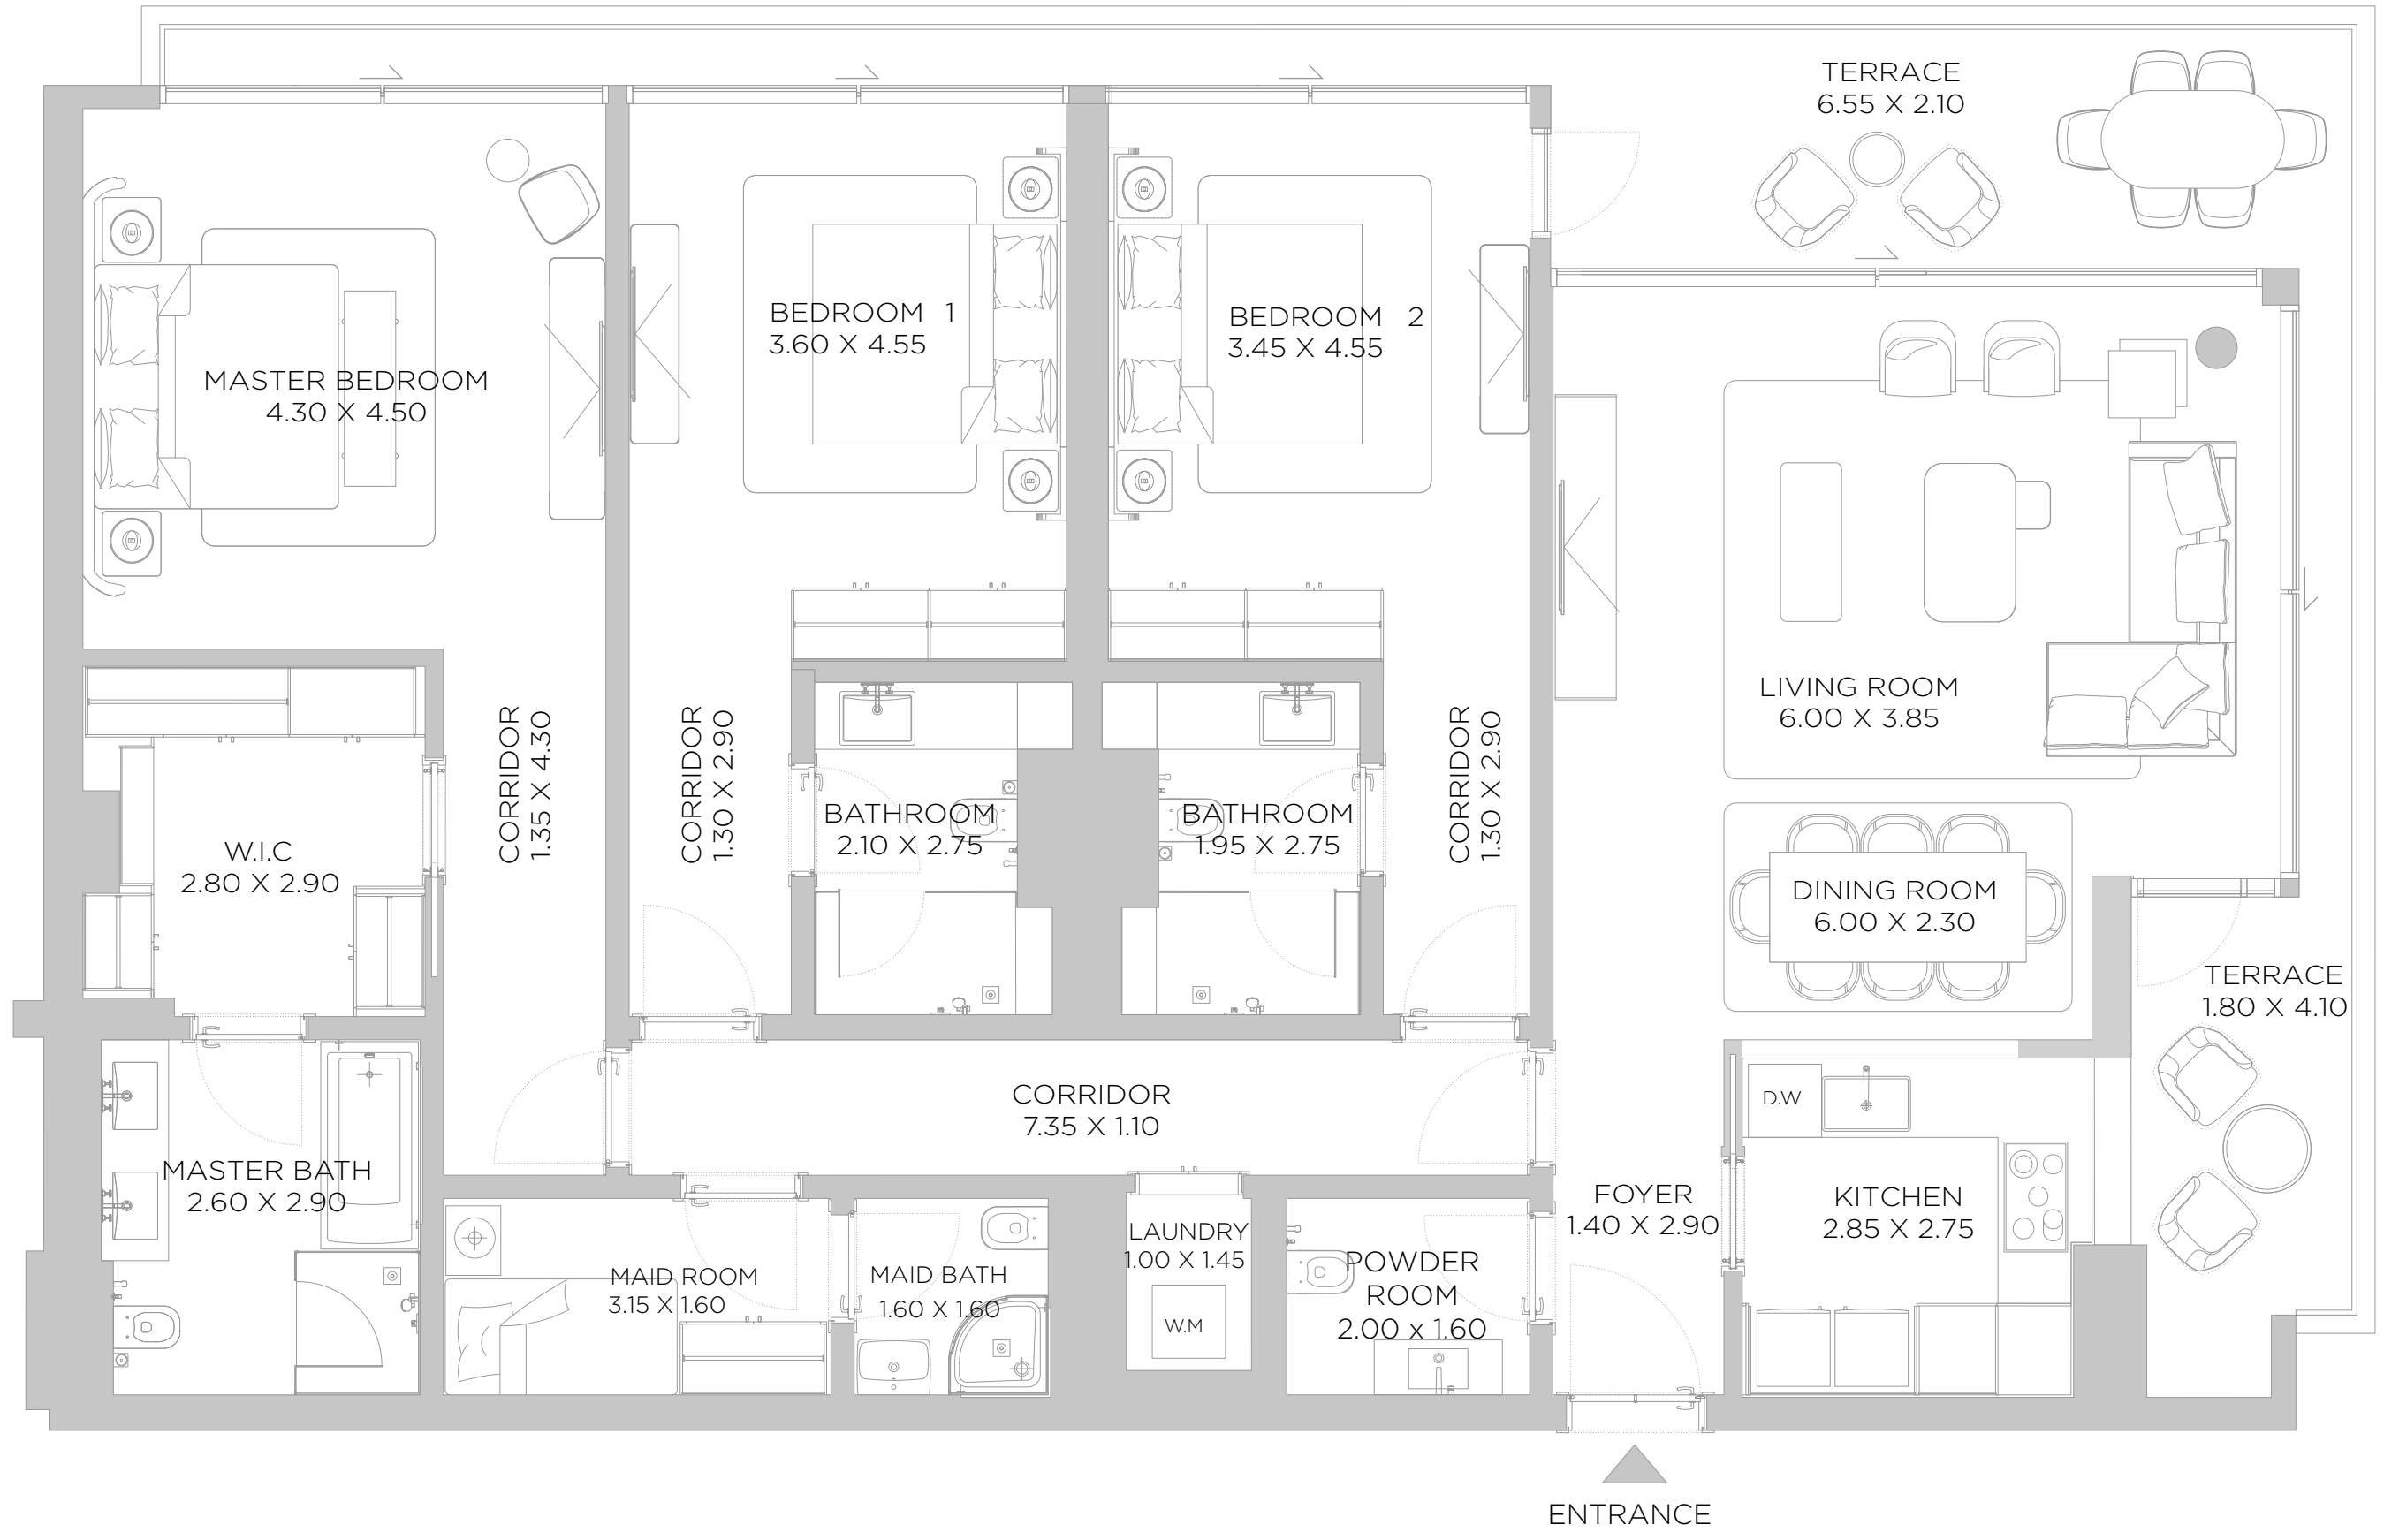 TERRACE
6.55 X 2.10
BEDROOM 1
3.60 X 4.55
BEDROOM 2
3.45 X 4.55
MASTER BEDROOM
4.30 X 4.50
LIVING ROOM
6.00 X 3.85
CORRIDOR
1.35 X 4.30
CORRIDOR
1.30 X 2.90
CORRIDOR
1.30 X 2.90
BATHROOM
2.10 X 2.75
BATHROOM
1.95 X 2.75
W.I.C
2.80 X 2.90
DINING ROOM
6.00 X 2.30
TERRACE
1.80 X 4.10
CORRIDOR
7.35 X 1.10
D.W
MASTER BATH
2.60 X 2.90
FOYER
1.40 X 2.90
KITCHEN
2.85 X 2.75
LAUNDRY
1.00 X 1.45
W.M
POWDER
ROOM
2.00 x 1.60
MAID ROOM
3.15 X 1.60
MAID BATH
1.60 X 1.60
ENTRANCE